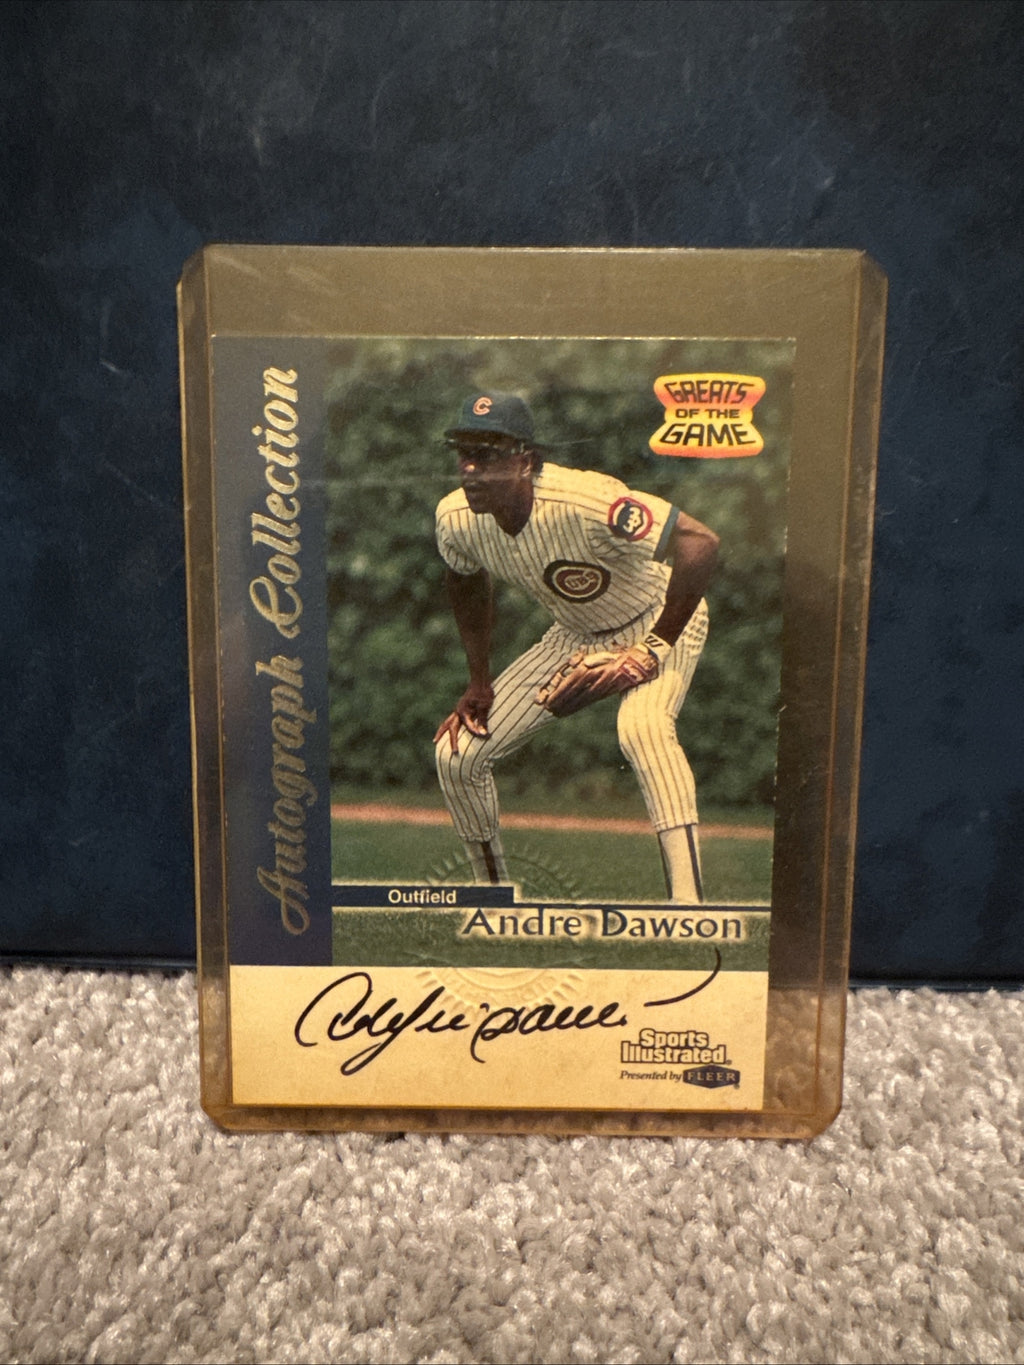 Autograph Collection
GREATS
OF THE
GAME
C
Outfield
Andre Dawson
Sports
Illustrated®
Presented by FLEER®